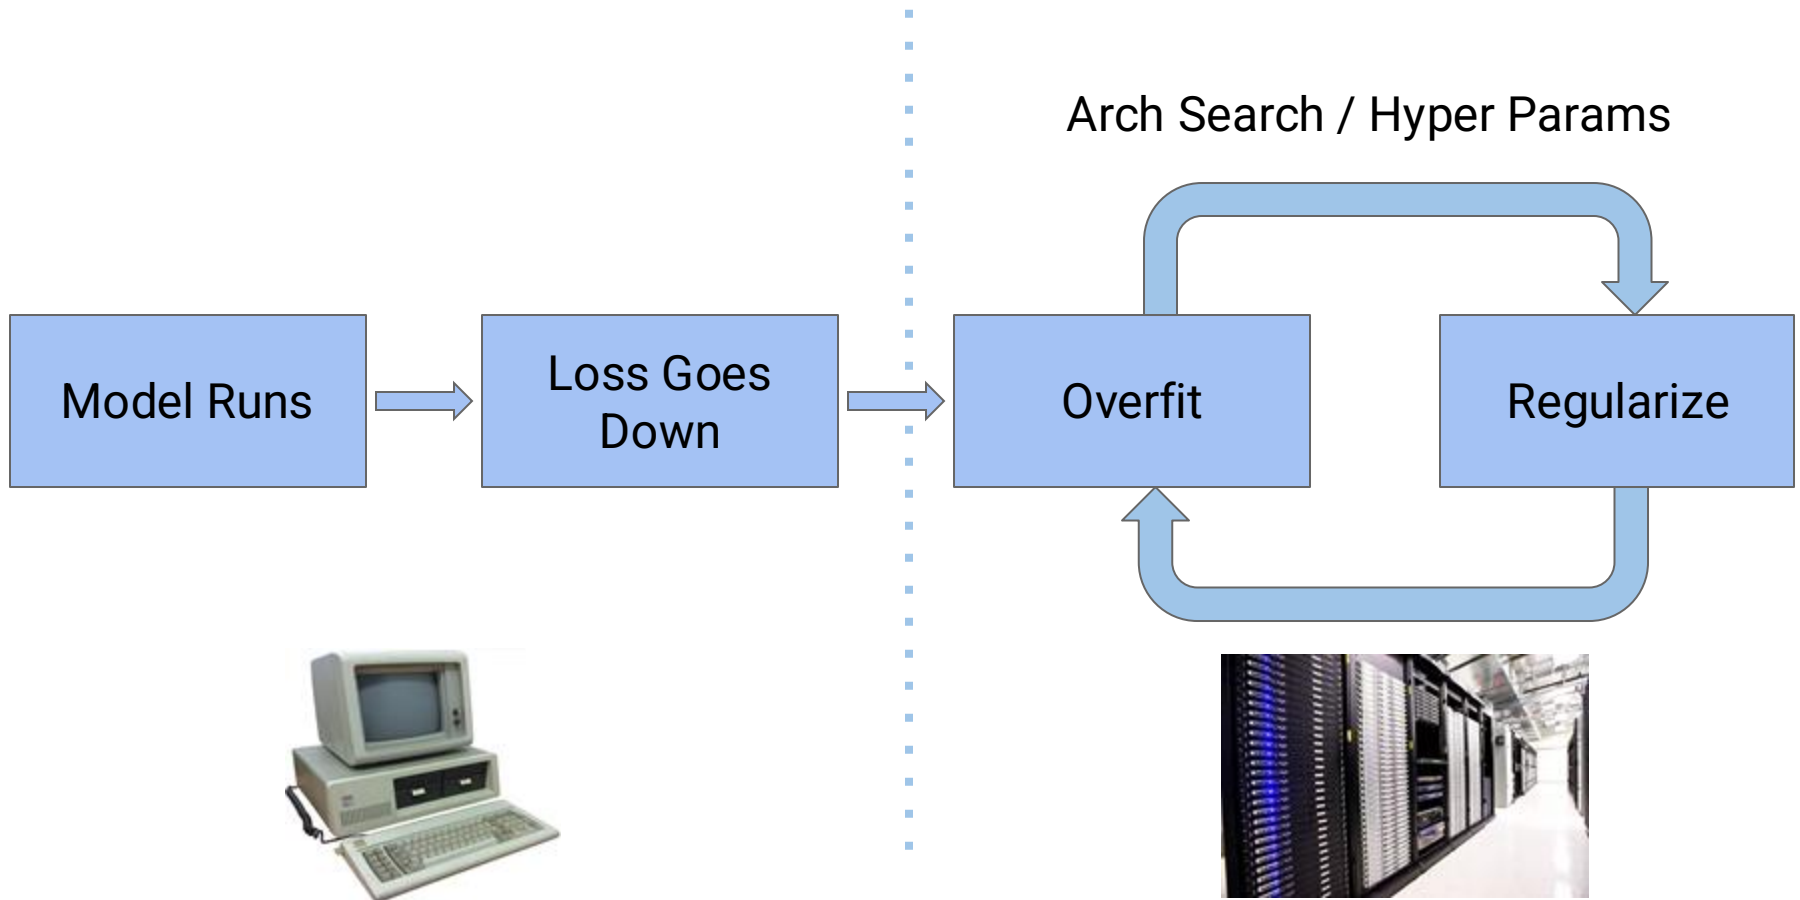 Arch Search / Hyper Params
Model Runs
Loss Goes
Down
Overfit
Regularize